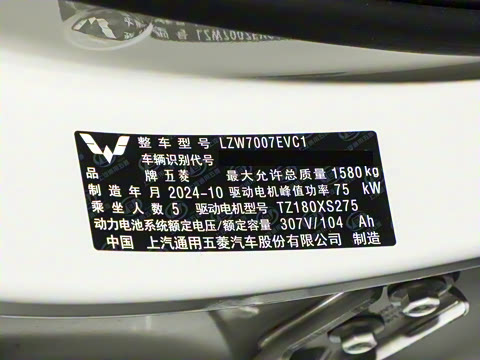 整车型号 LZW7007EVC1
车辆识别代号
品 牌 五菱 最大允许总质量 1580kg
制造年月 2024-10 驱动电机峰值功率 75 kW
乘坐人数 5 驱动电机型号 TZ180XS275
动力电池系统额定电压/额定容量 307V/104 Ah
中国 上汽通用五菱汽车股份有限公司 制造